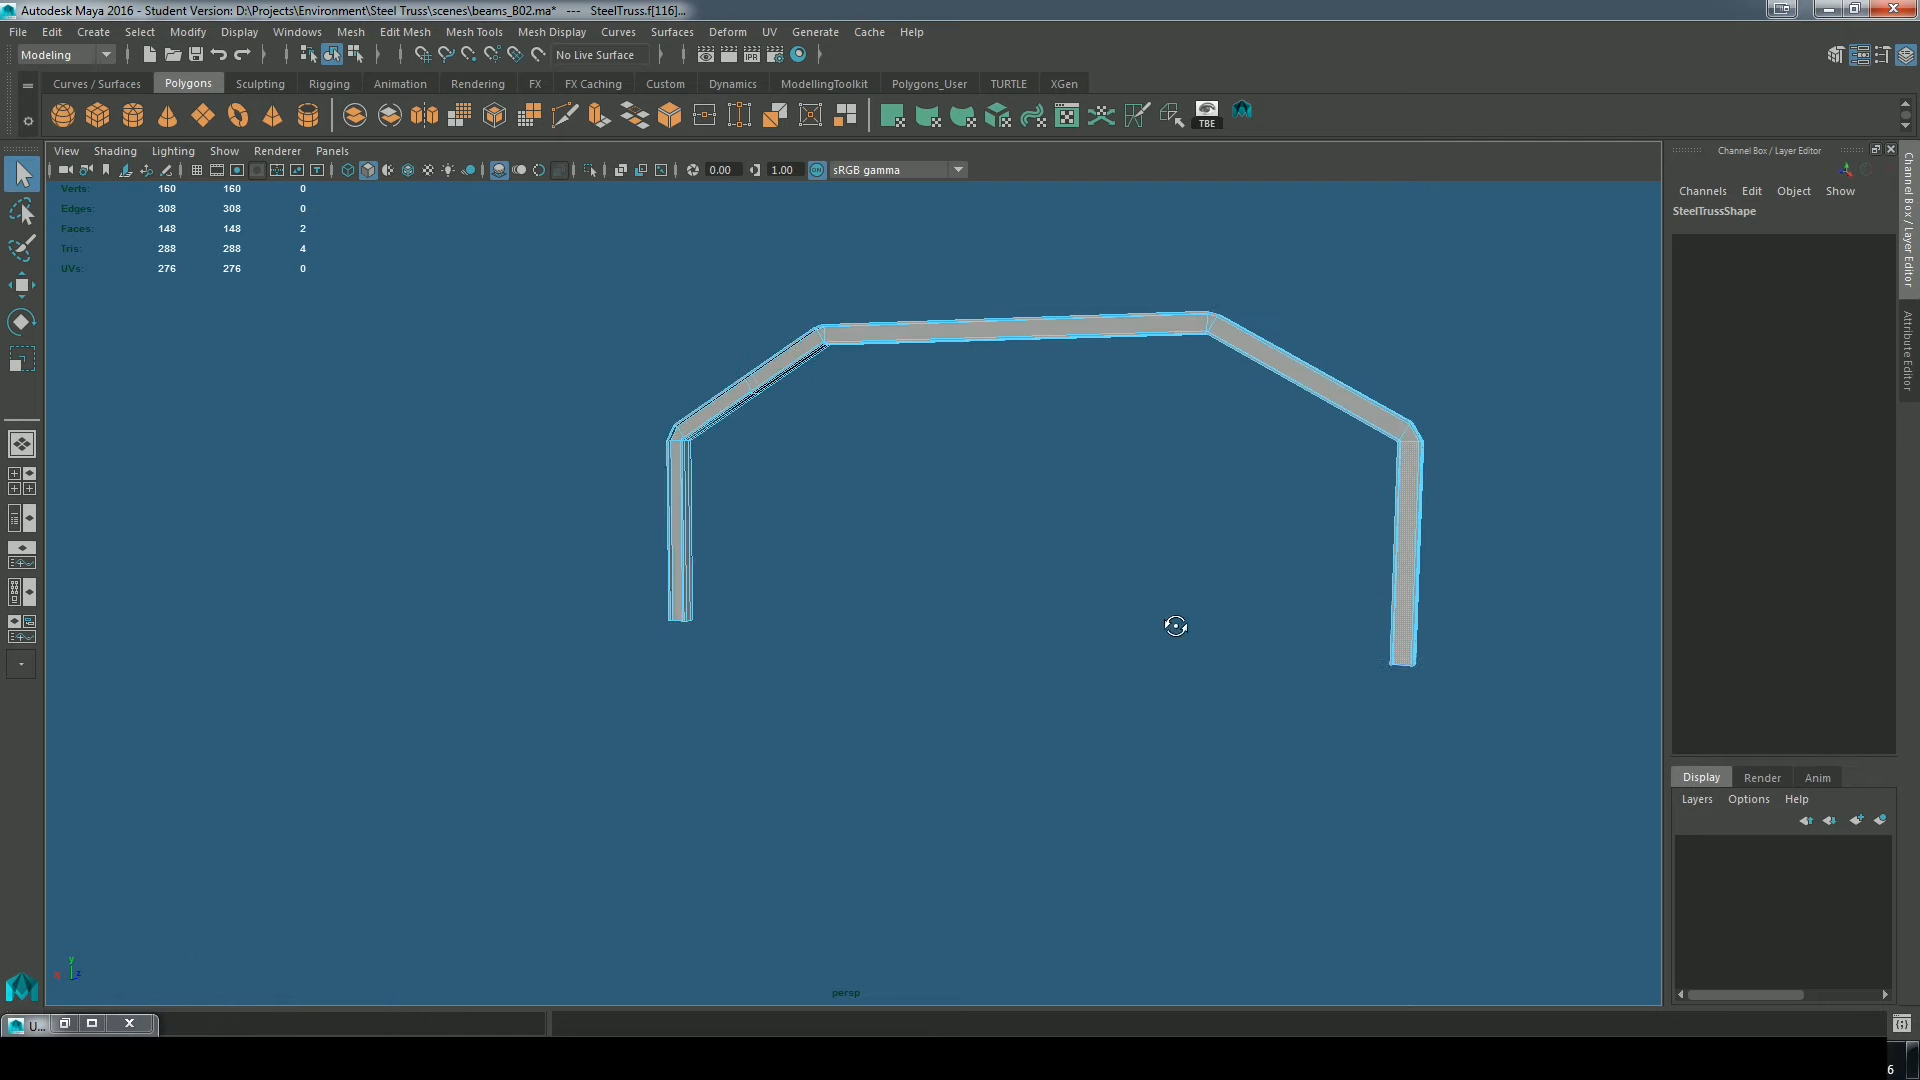 Autodesk Maya 2016 - Student Version: D:\Projects\Environment\Steel Truss\scenes\beams_B02.ma* --- SteelTruss.f[116]...
File Edit Create Select Modify Display Windows Mesh Edit Mesh Mesh Tools Mesh Display Curves Surfaces Deform UV Generate Cache Help
Modeling No Live Surface IPR
Curves / Surfaces Polygons Sculpting Rigging Animation Rendering FX FX Caching Custom Dynamics ModellingToolkit Polygons_User TURTLE XGen
TBE
View Shading Lighting Show Renderer Panels
0.00 1.00 ON sRGB gamma
Verts: 160 160 0
Edges: 308 308 0
Faces: 148 148 2
Tris: 288 288 4
UVs: 276 276 0
Channel Box / Layer Editor
Channels Edit Object Show
SteelTrussShape
Channel Box / Layer Editor
Attribute Editor
Display Render Anim
Layers Options Help
y
z
persp
U...
6